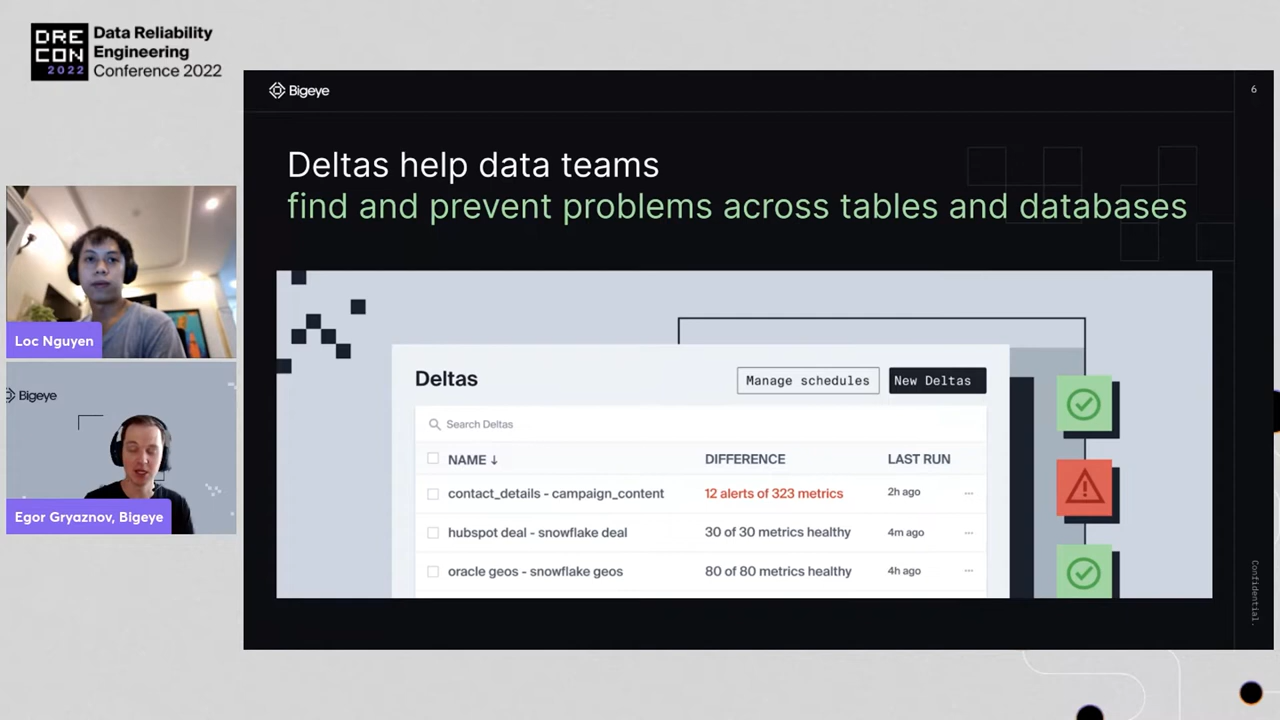 DRE
CON
2022
Data Reliability
Engineering
Conference 2022
Bigeye
6
Deltas help data teams
find and prevent problems across tables and databases
Loc Nguyen
Bigeye
Egor Gryaznov, Bigeye
Deltas
Manage schedules
New Deltas
Search Deltas
NAME ↓ DIFFERENCE LAST RUN
contact_details - campaign_content 12 alerts of 323 metrics 2h ago ...
hubspot deal - snowflake deal 30 of 30 metrics healthy 4m ago ...
oracle geos - snowflake geos 80 of 80 metrics healthy 4h ago ...
Confidential.